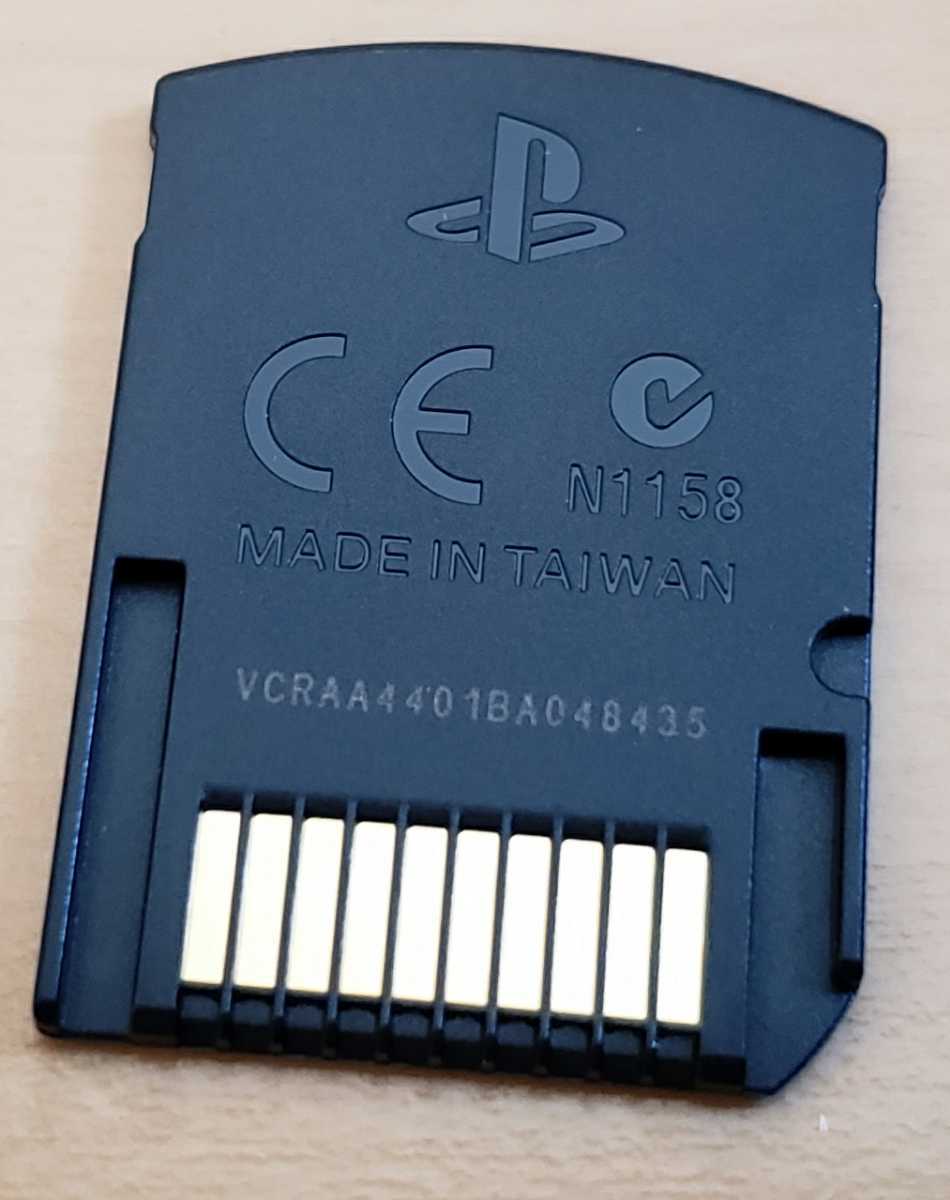 CE
N1158
MADE IN TAIWAN
VCRAA4401BA048435